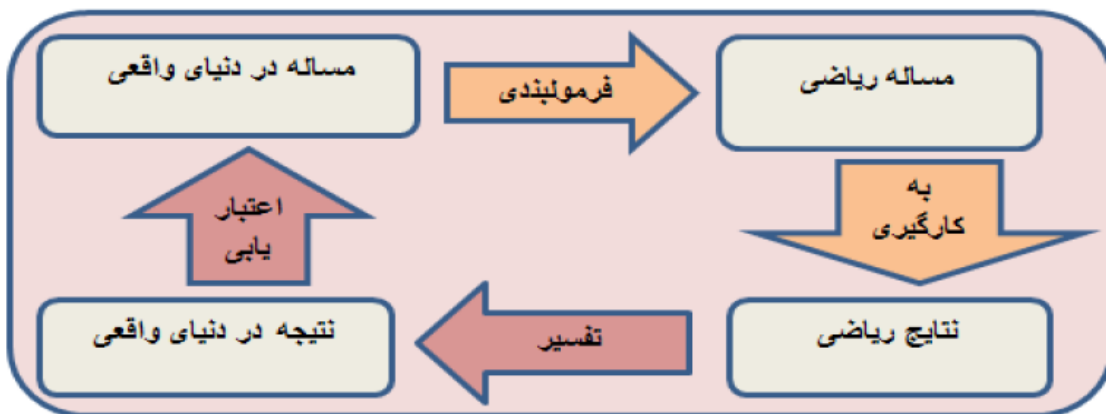 مساله در دنیای واقعی
فرمولبندی
مساله ریاضی
به
کارگیری
نتایج ریاضی
تفسیر
نتیجه در دنیای واقعی
اعتبار
یابی